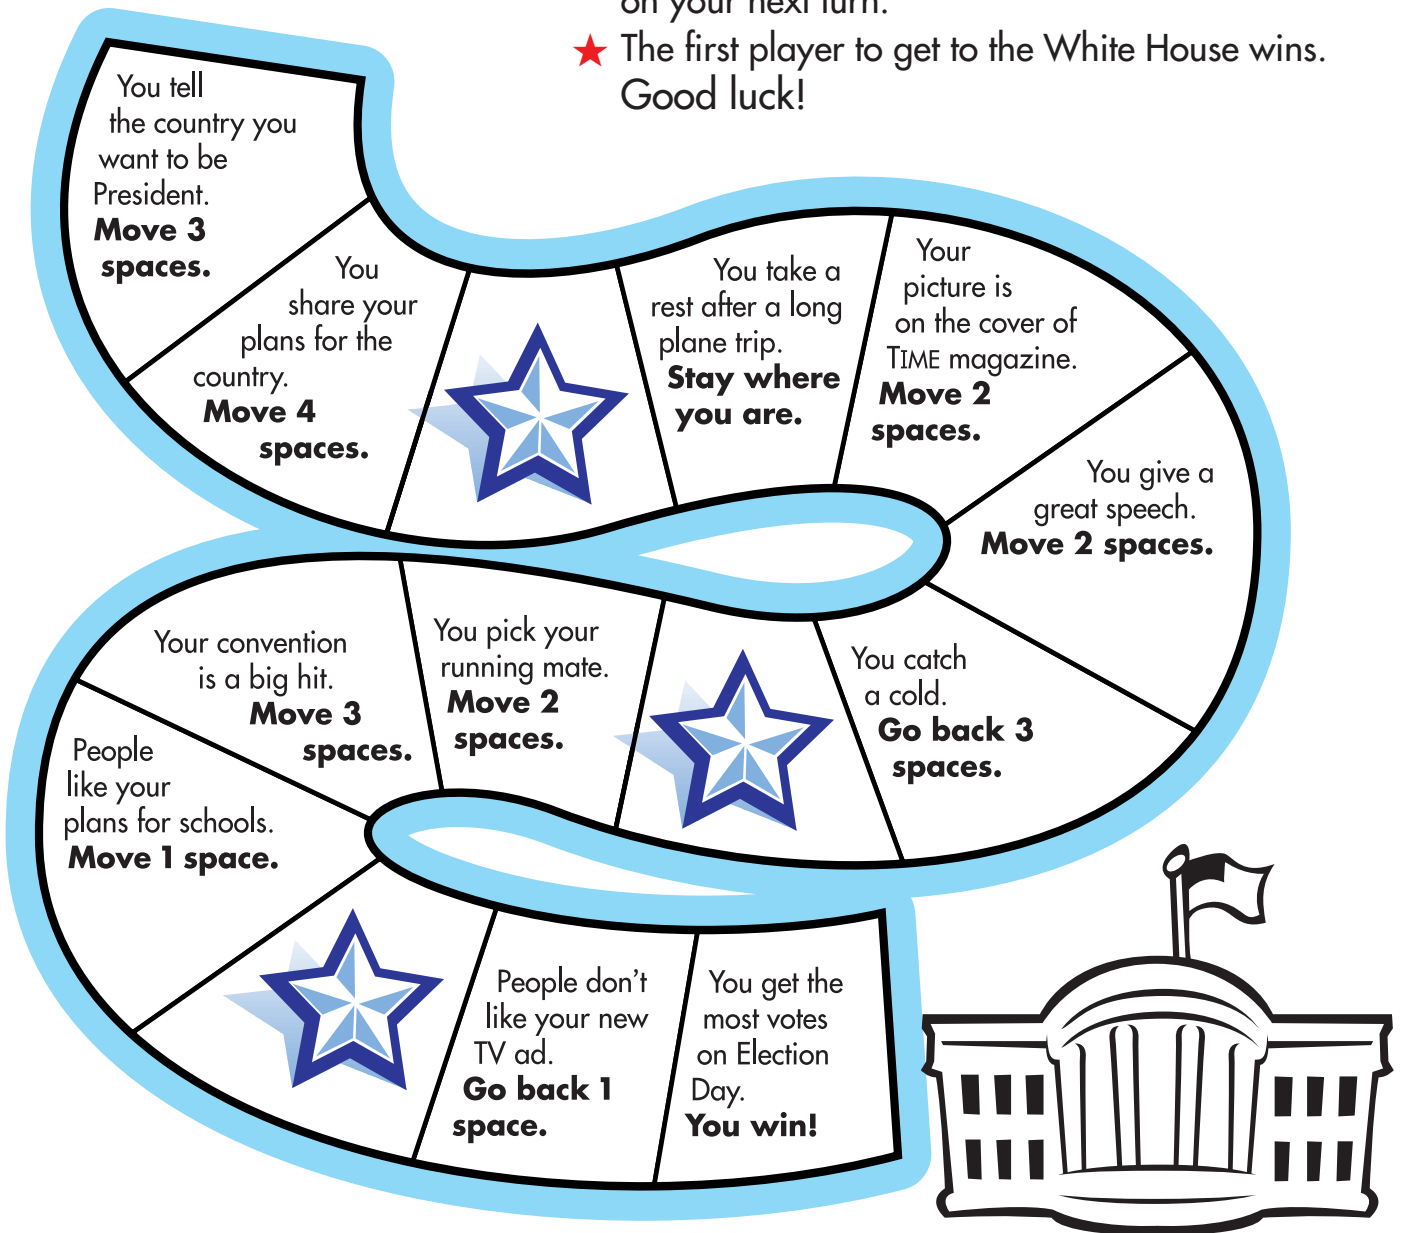 on your next turn.
The first player to get to the White House wins.
Good luck!
You tell
the country you
want to be
President.
Move 3
spaces.
You
share your
plans for the
country.
Move 4
spaces.
You take a
rest after a long
plane trip.
Stay where
you are.
Your
picture is
on the cover of
TIME magazine.
Move 2
spaces.
You give a
great speech.
Move 2 spaces.
You catch
a cold.
Go back 3
spaces.
You pick your
running mate.
Move 2
spaces.
Your convention
is a big hit.
Move 3
spaces.
People
like your
plans for schools.
Move 1 space.
People don't
like your new
TV ad.
Go back 1
space.
You get the
most votes
on Election
Day.
You win!